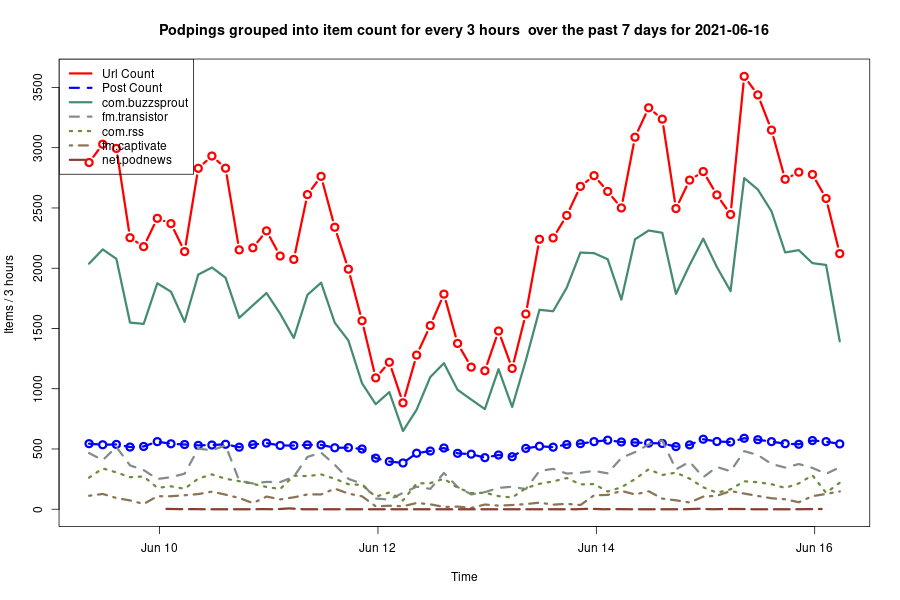 Podpings grouped into item count for every 3 hours  over the past 7 days for 2021-06-16
Url Count
Post Count
com.buzzsprout
fm.transistor
com.rss
fm.captivate
net.podnews
Items / 3 hours
3500
3000
2500
2000
1500
1000
500
0
Jun 10
Jun 12
Jun 14
Jun 16
Time